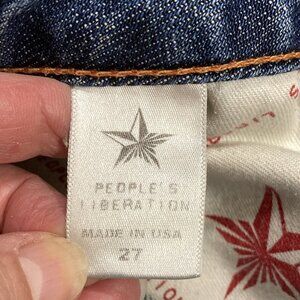 PEOPLE'S
LIBERATION
MADE IN USA
27